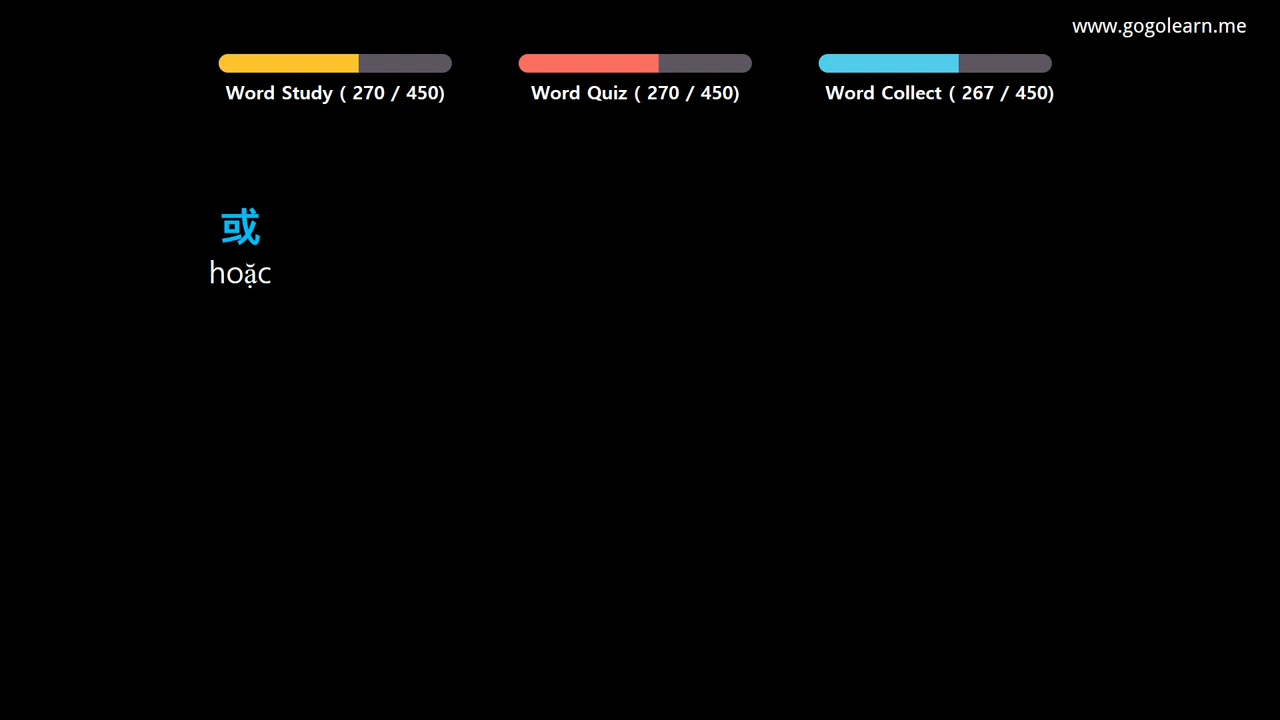 www.gogolearn.me
Word Study ( 270 / 450)
Word Quiz ( 270 / 450)
Word Collect ( 267 / 450)
或
hoặc